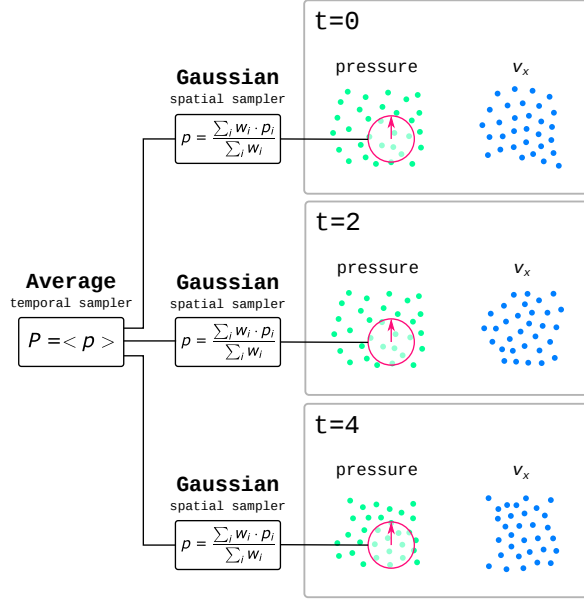 t=0
pressure
vₓ
Gaussian
spatial sampler
p = ∑ᵢ wᵢ · pᵢ / ∑ᵢ wᵢ
t=2
pressure
vₓ
Average
temporal sampler
P =< p >
Gaussian
spatial sampler
p = ∑ᵢ wᵢ · pᵢ / ∑ᵢ wᵢ
t=4
pressure
vₓ
Gaussian
spatial sampler
p = ∑ᵢ wᵢ · pᵢ / ∑ᵢ wᵢ